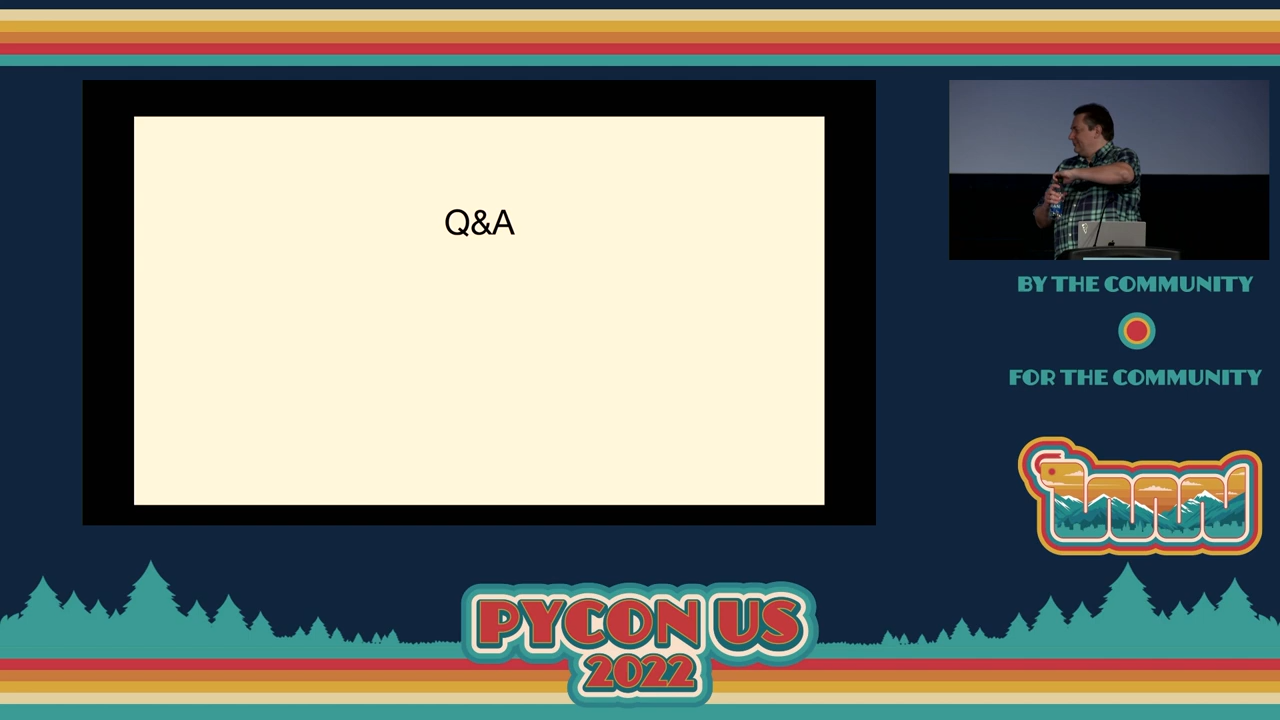 Q&A
BY THE COMMUNITY
FOR THE COMMUNITY
PYCON US
2022